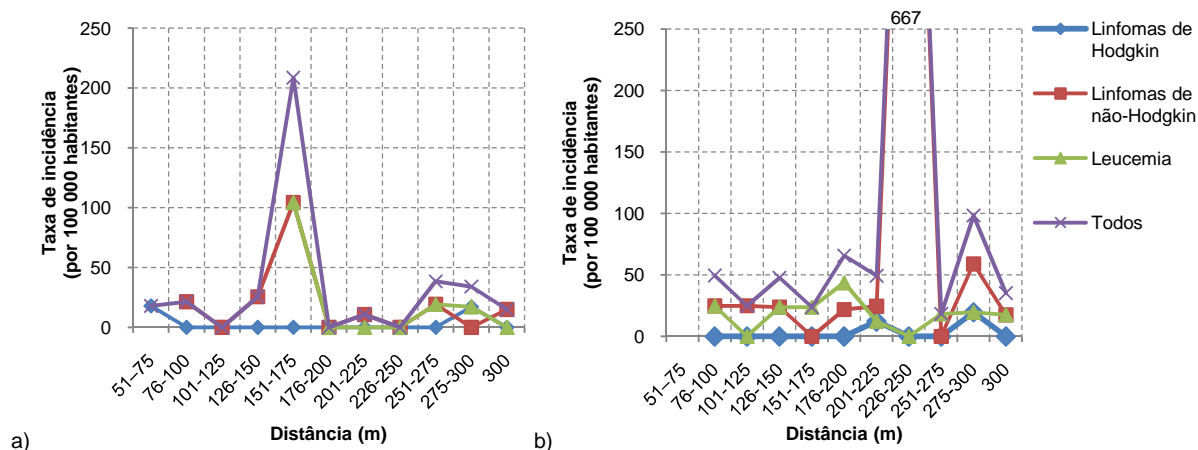 Taxa de incidência
(por 100 000 habitantes)
250
200
150
100
50
0
51–75
76-100
101-125
126-150
151-175
176-200
201-225
226-250
251-275
275-300
300
Distância (m)
a)
667
Taxa de incidência
(por 100 000 habitantes)
250
200
150
100
50
0
51–75
76-100
101-125
126-150
151-175
176-200
201-225
226-250
251-275
275-300
300
Distância (m)
b)
Linfomas de
Hodgkin
Linfomas de
não-Hodgkin
Leucemia
Todos